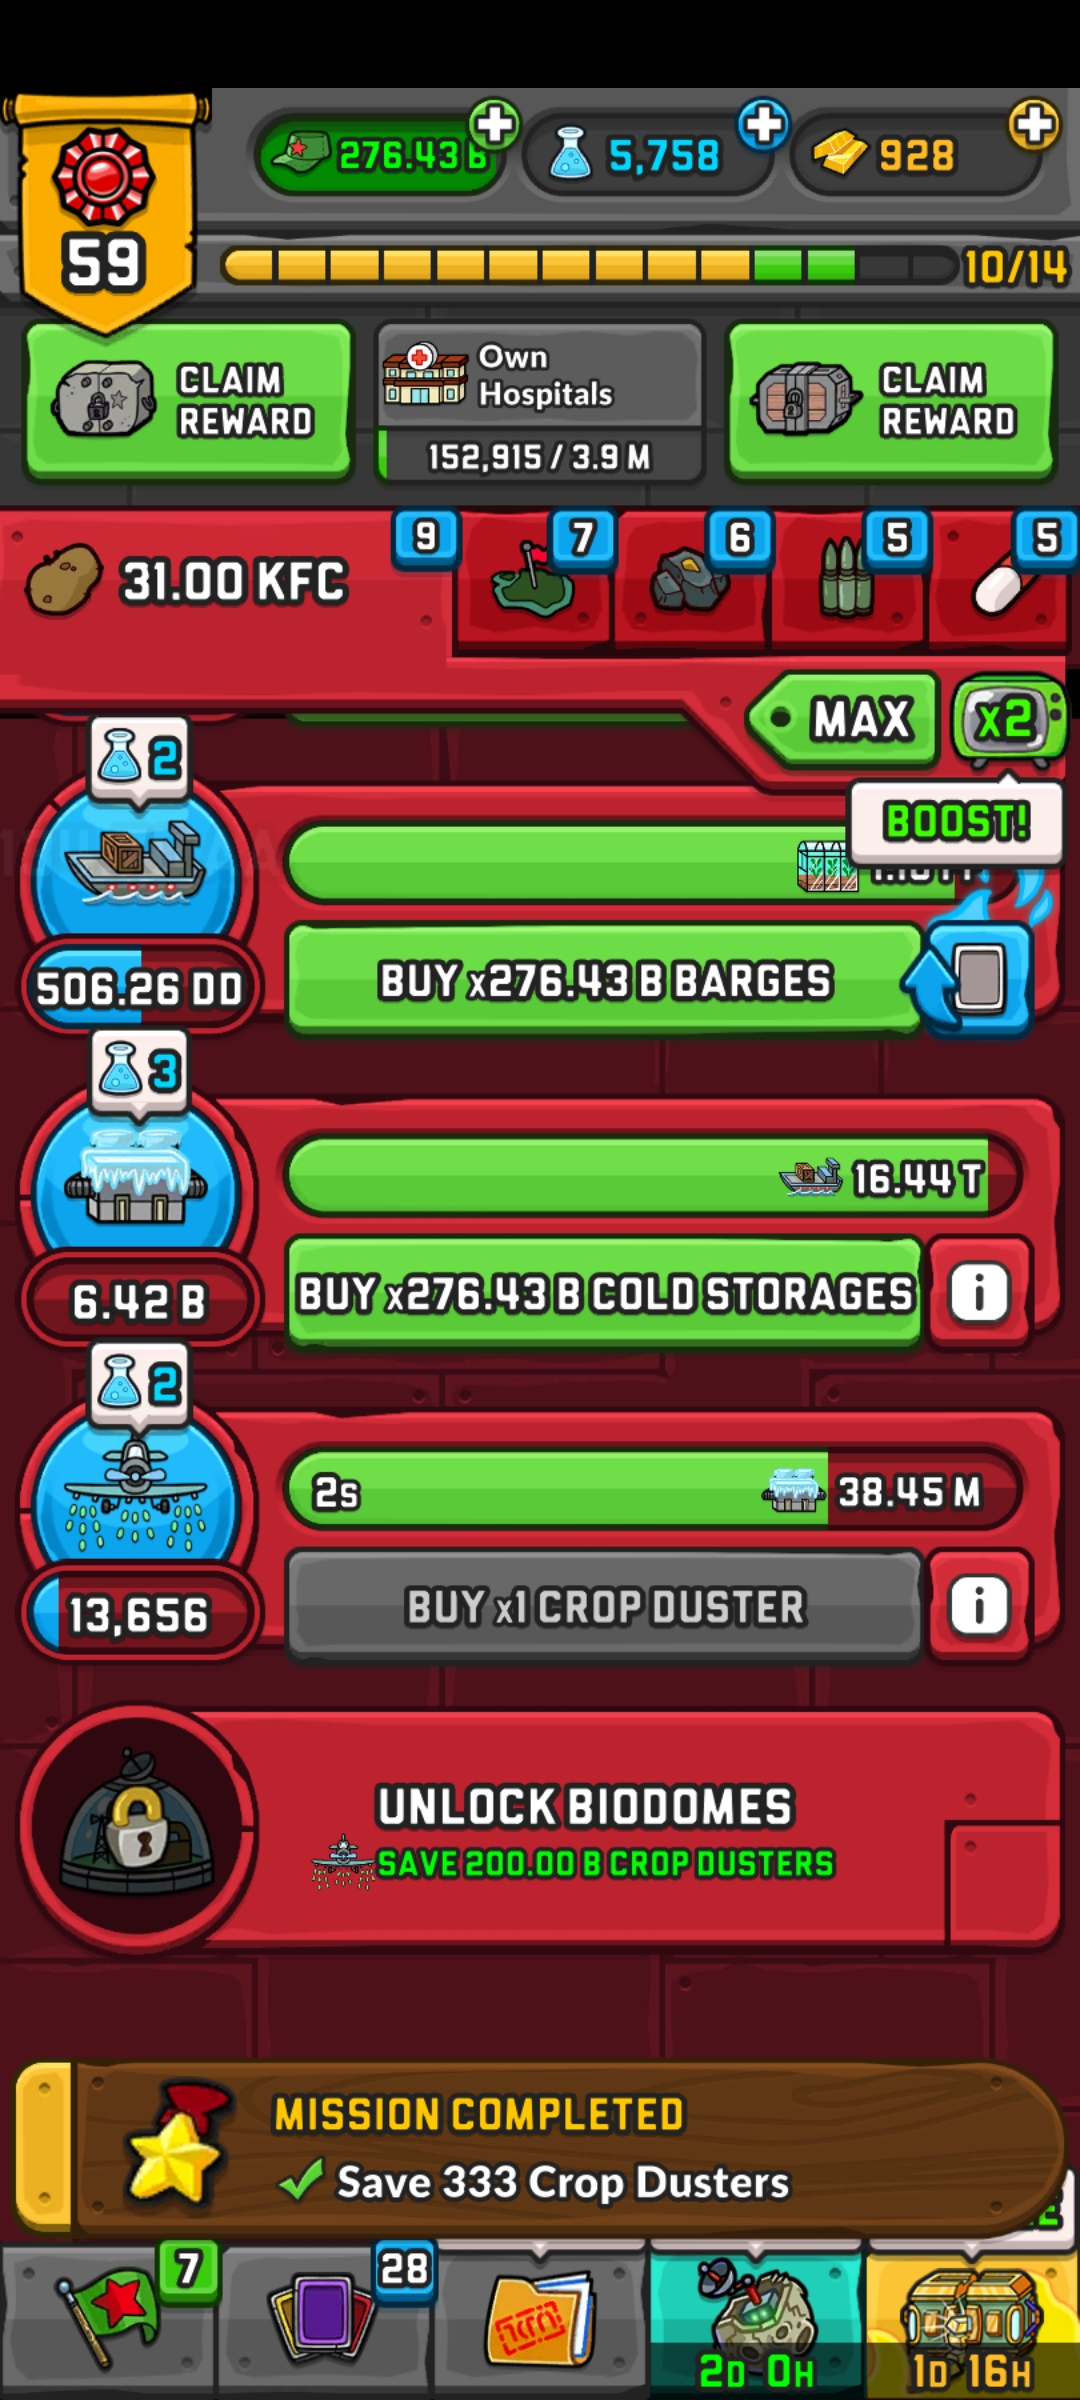 276.43 B
5,758
928
59
10/14
CLAIM
REWARD
Own
Hospitals
152,915 / 3.9 M
CLAIM
REWARD
31.00 KFC
9
7
6
5
5
MAX
x2
BOOST!
2
506.26 DD
BUY x276.43 B BARGES
3
16.44 T
6.42 B
BUY x276.43 B COLD STORAGES
i
2
2s
38.45 M
13,656
BUY x1 CROP DUSTER
i
UNLOCK BIODOMES
SAVE 200.00 B CROP DUSTERS
MISSION COMPLETED
Save 333 Crop Dusters
7
28
2D 0H
1D 16H